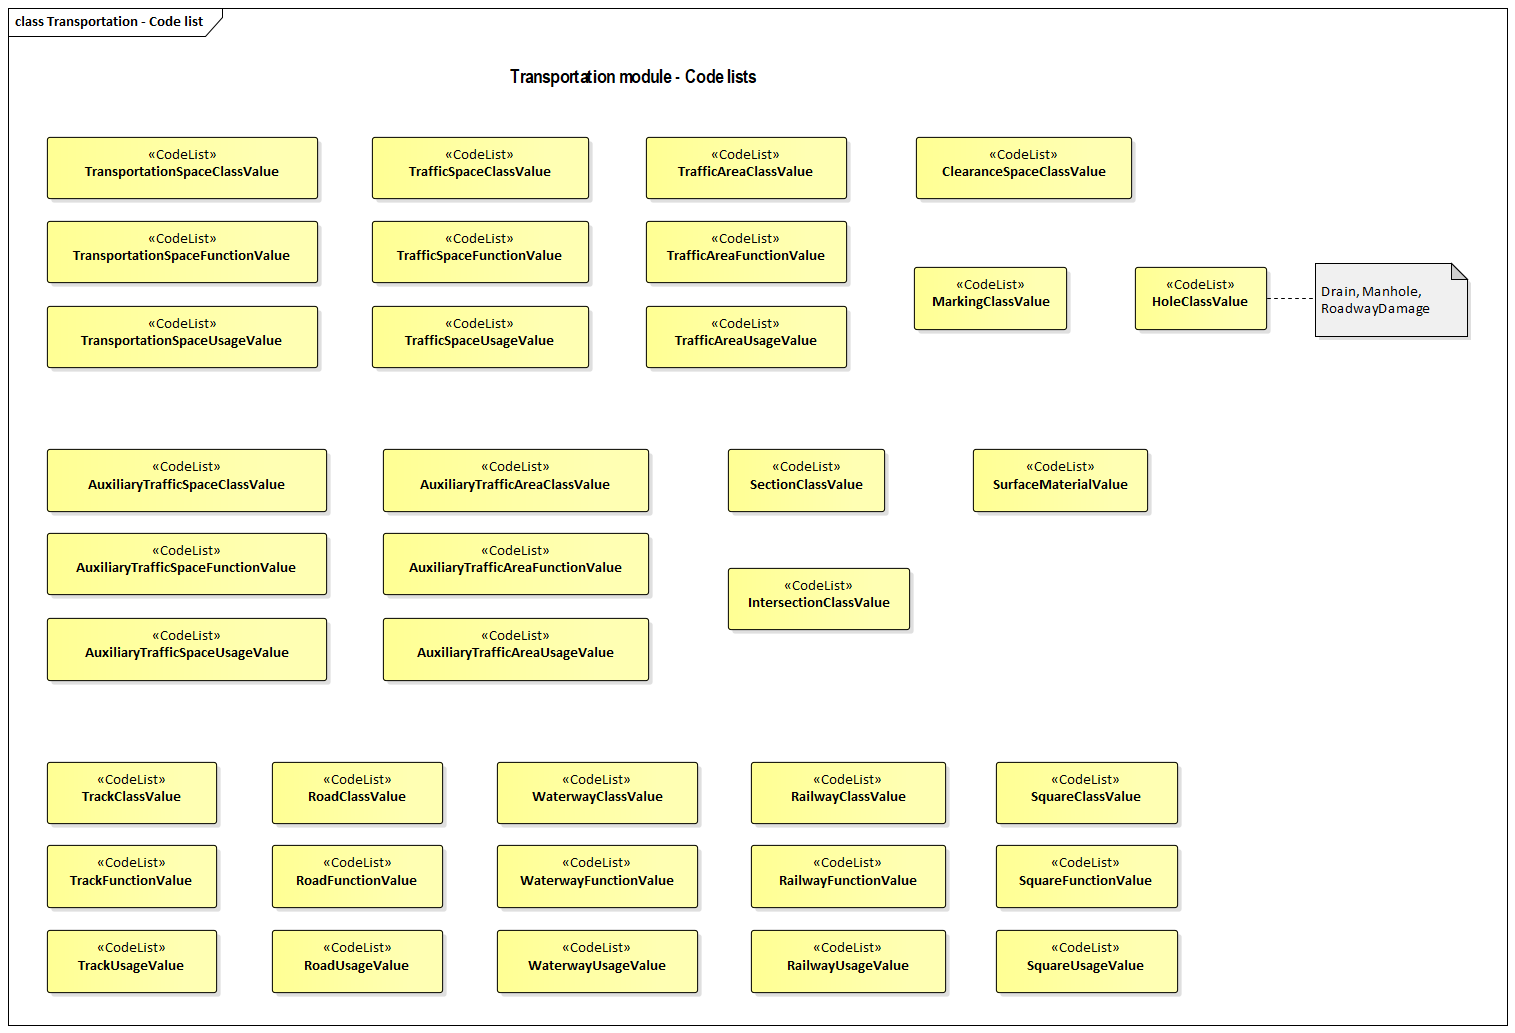 class Transportation - Code list
Transportation module - Code lists
«CodeList»
TransportationSpaceClassValue
«CodeList»
TrafficSpaceClassValue
«CodeList»
TrafficAreaClassValue
«CodeList»
ClearanceSpaceClassValue
«CodeList»
TransportationSpaceFunctionValue
«CodeList»
TrafficSpaceFunctionValue
«CodeList»
TrafficAreaFunctionValue
«CodeList»
MarkingClassValue
«CodeList»
HoleClassValue
Drain, Manhole,
RoadwayDamage
«CodeList»
TransportationSpaceUsageValue
«CodeList»
TrafficSpaceUsageValue
«CodeList»
TrafficAreaUsageValue
«CodeList»
AuxiliaryTrafficSpaceClassValue
«CodeList»
AuxiliaryTrafficAreaClassValue
«CodeList»
SectionClassValue
«CodeList»
SurfaceMaterialValue
«CodeList»
AuxiliaryTrafficSpaceFunctionValue
«CodeList»
AuxiliaryTrafficAreaFunctionValue
«CodeList»
IntersectionClassValue
«CodeList»
AuxiliaryTrafficSpaceUsageValue
«CodeList»
AuxiliaryTrafficAreaUsageValue
«CodeList»
TrackClassValue
«CodeList»
RoadClassValue
«CodeList»
WaterwayClassValue
«CodeList»
RailwayClassValue
«CodeList»
SquareClassValue
«CodeList»
TrackFunctionValue
«CodeList»
RoadFunctionValue
«CodeList»
WaterwayFunctionValue
«CodeList»
RailwayFunctionValue
«CodeList»
SquareFunctionValue
«CodeList»
TrackUsageValue
«CodeList»
RoadUsageValue
«CodeList»
WaterwayUsageValue
«CodeList»
RailwayUsageValue
«CodeList»
SquareUsageValue